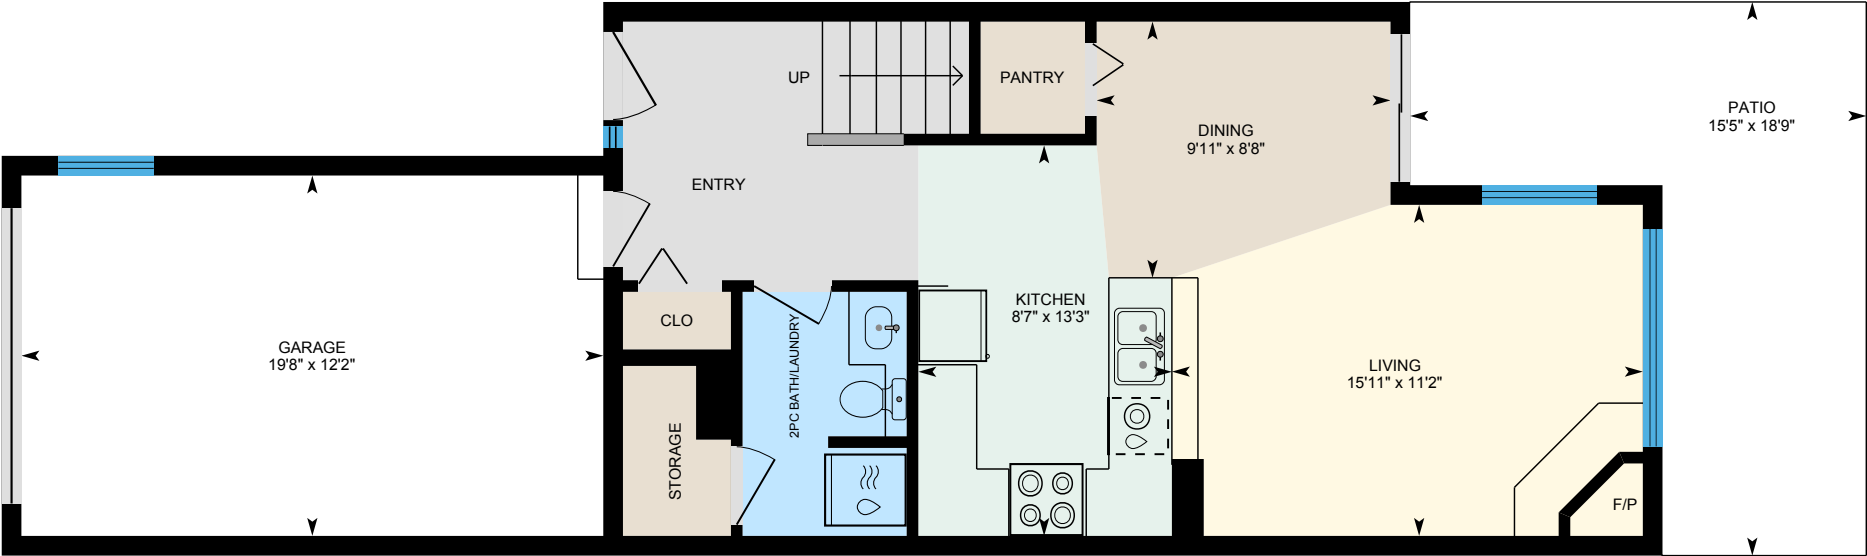 UP
PANTRY
PATIO
15'5" x 18'9"
DINING
9'11" x 8'8"
ENTRY
KITCHEN
8'7" x 13'3"
CLO
GARAGE
19'8" x 12'2"
2PC BATH/LAUNDRY
LIVING
15'11" x 11'2"
STORAGE
F/P